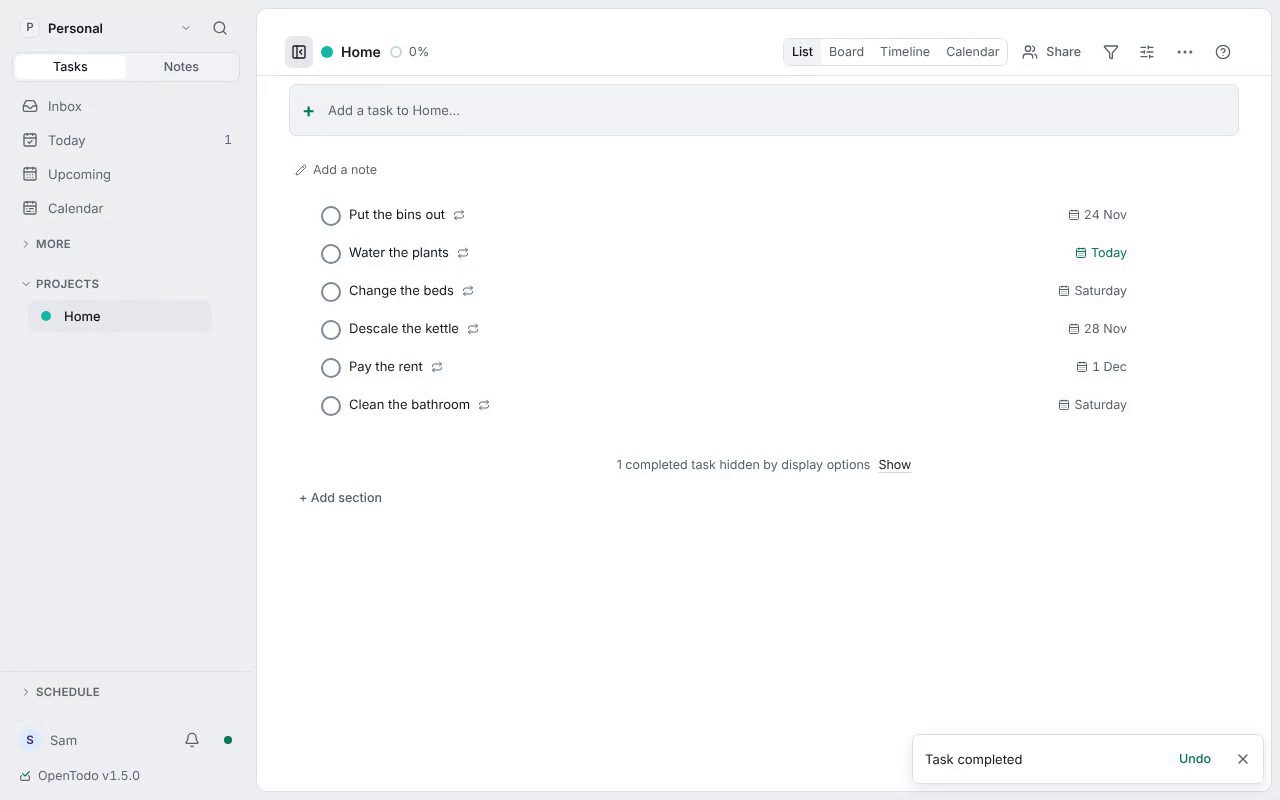 P Personal
Tasks Notes
Inbox
Today 1
Upcoming
Calendar
MORE
PROJECTS
Home
SCHEDULE
S Sam
OpenTodo v1.5.0
Home 0%
List Board Timeline Calendar Share
+ Add a task to Home...
Add a note
Put the bins out 24 Nov
Water the plants Today
Change the beds Saturday
Descale the kettle 28 Nov
Pay the rent 1 Dec
Clean the bathroom Saturday
1 completed task hidden by display options Show
+ Add section
Task completed Undo